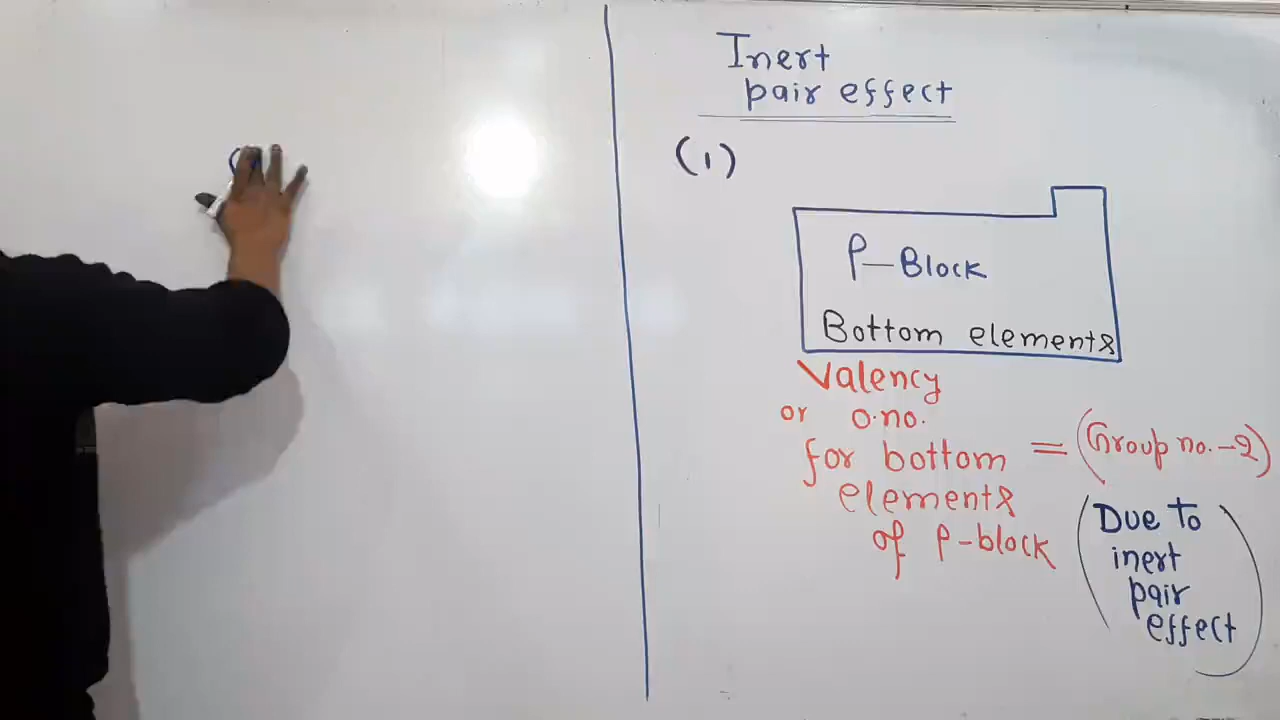 Inert
pair effect
(1)
P-Block
Bottom elements
Valency
or o.no.
for bottom = (Group no.-2)
elements
of P-block
(Due to
inert
pair
effect)